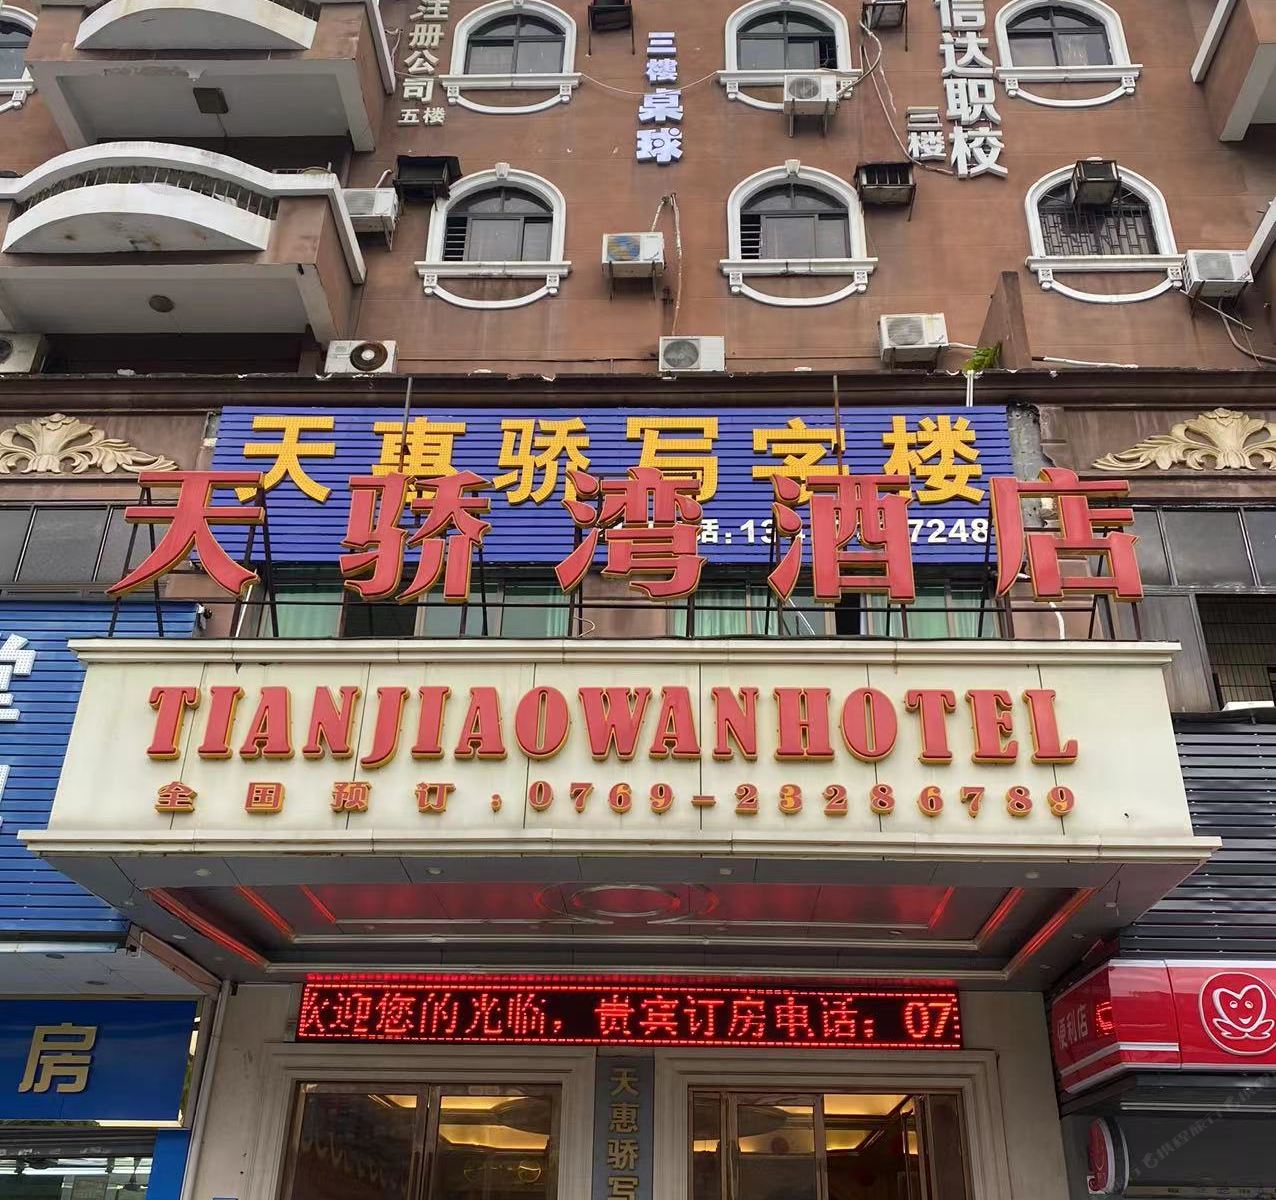 注册公司
五楼
三楼桌球
信达职校
三楼
天惠骄写字楼
天骄湾酒店
TIANJIAOWANHOTEL
全国预订:0769-23286789
欢迎您的光临，贵宾订房电话：07
天惠骄写
房
便利店